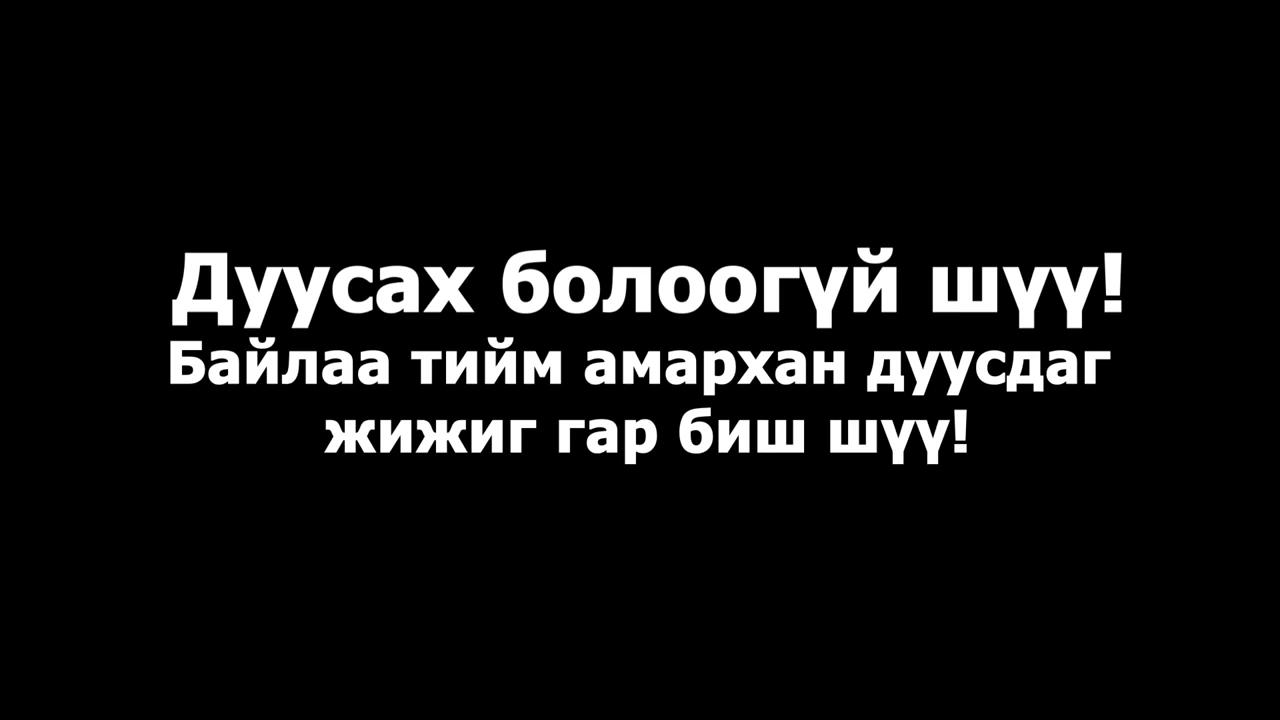 Дуусах болоогүй шүү!
Байлаа тийм амархан дуусдаг
жижиг гар биш шүү!